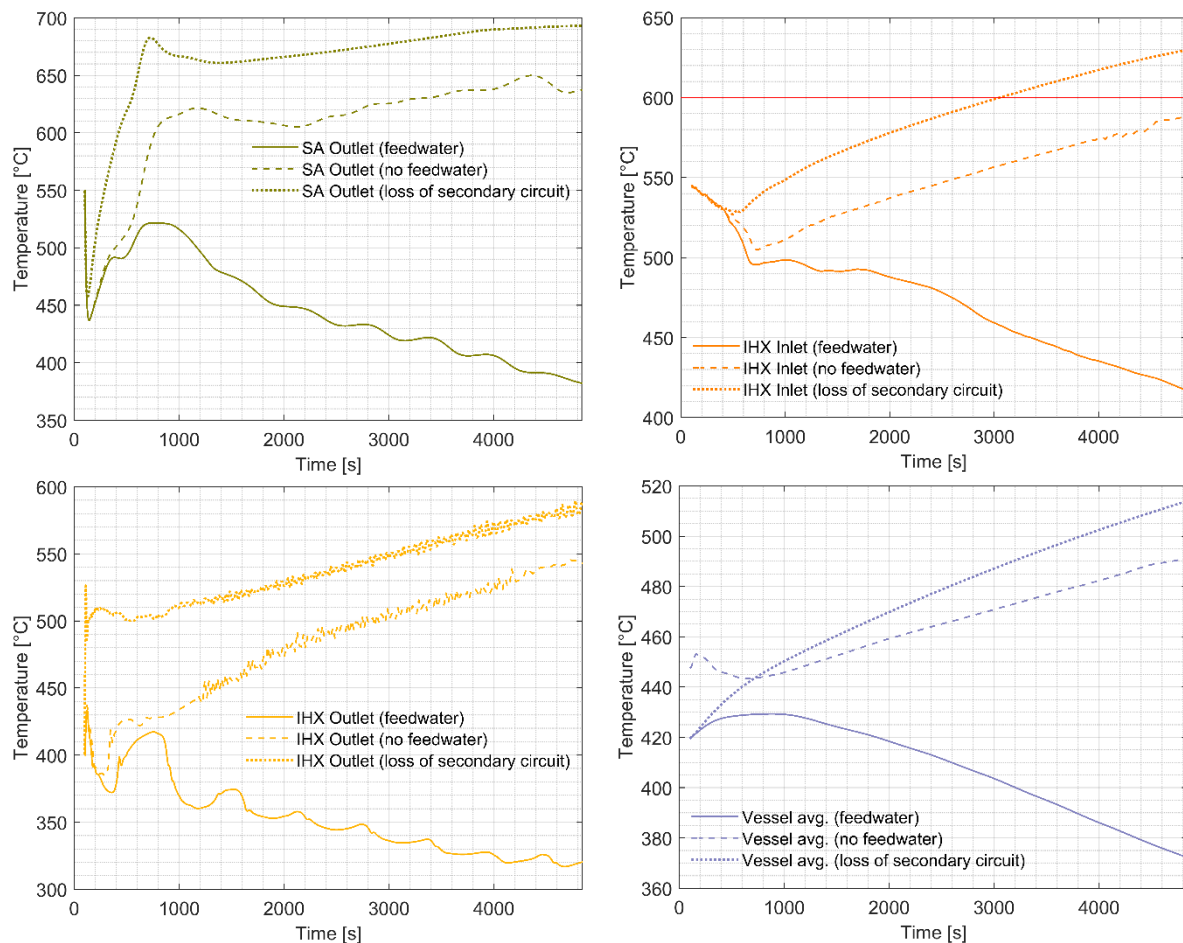 700
650
600
550
500
450
400
350
Temperature [°C]
SA Outlet (feedwater)
SA Outlet (no feedwater)
SA Outlet (loss of secondary circuit)
0 1000 2000 3000 4000
Time [s]
650
600
550
500
450
400
Temperature [°C]
IHX Inlet (feedwater)
IHX Inlet (no feedwater)
IHX Inlet (loss of secondary circuit)
0 1000 2000 3000 4000
Time [s]
600
550
500
450
400
350
300
Temperature [°C]
IHX Outlet (feedwater)
IHX Outlet (no feedwater)
IHX Outlet (loss of secondary circuit)
0 1000 2000 3000 4000
Time [s]
520
500
480
460
440
420
400
380
360
Temperature [°C]
Vessel avg. (feedwater)
Vessel avg. (no feedwater)
Vessel avg. (loss of secondary circuit)
0 1000 2000 3000 4000
Time [s]